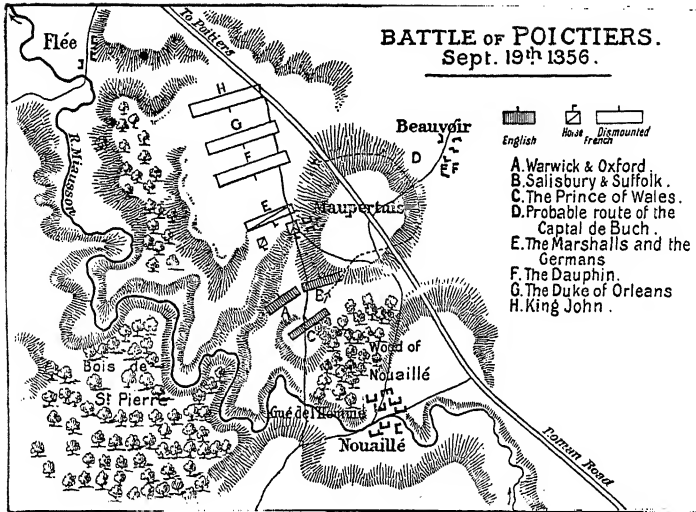 BATTLE OF POICTIERS.
Sept. 19th 1356.
English
Horse
Dismounted
French
A. Warwick & Oxford
B. Salisbury & Suffolk.
C. The Prince of Wales.
D. Probable route of the
Captal de Buch.
E. The Marshalls and the
Germans
F. The Dauphin.
G. The Duke of Orleans
H. King John.
Flée
To Poitiers
R. Miausson
H
G
F
E
Beauvoir
D
Maupertuis
B
A
C
Wood of
Nouaillé
Bois de
St Pierre
Gué de l'Homme
Nouaillé
Roman Road